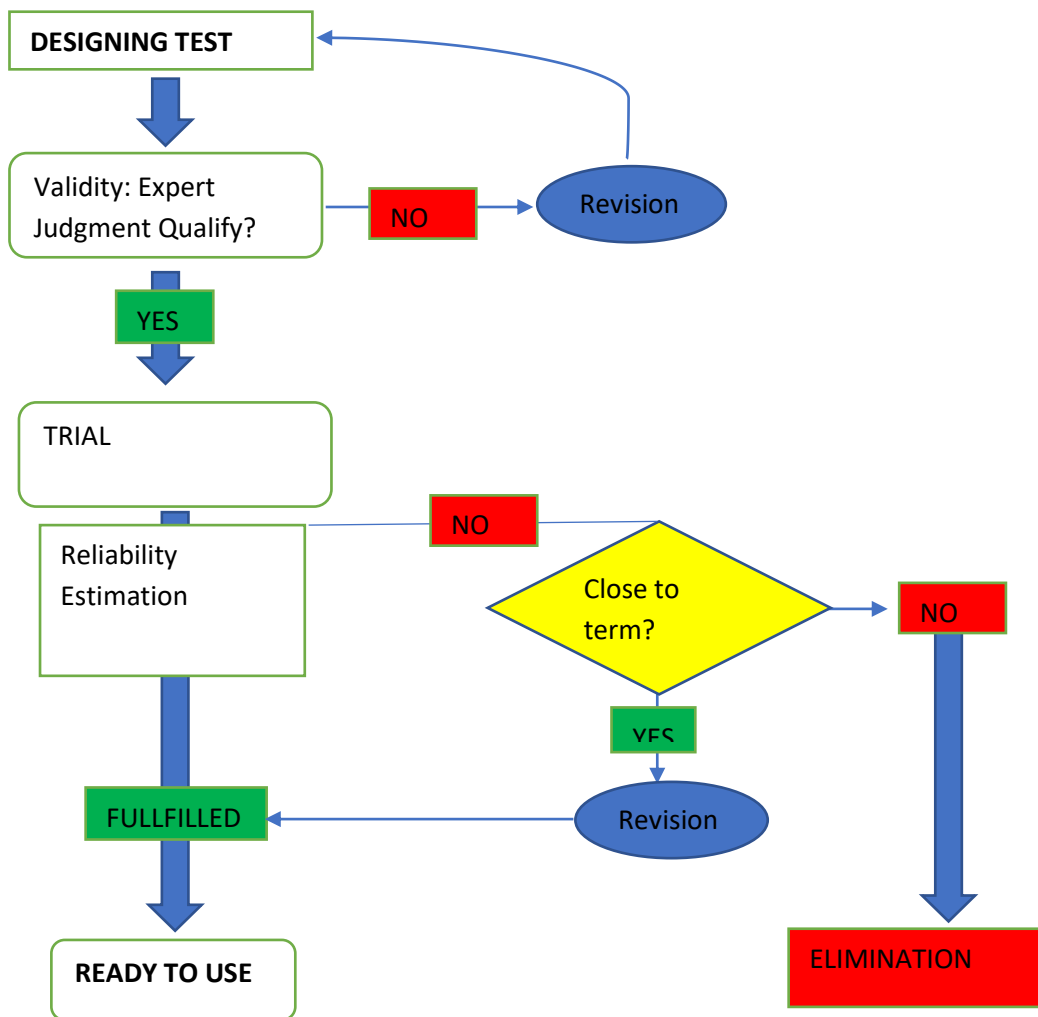 DESIGNING TEST
Validity: Expert
Judgment Qualify?
NO
Revision
YES
TRIAL
NO
Reliability
Estimation
Close to
term?
NO
YES
FULLFILLED
Revision
READY TO USE
ELIMINATION